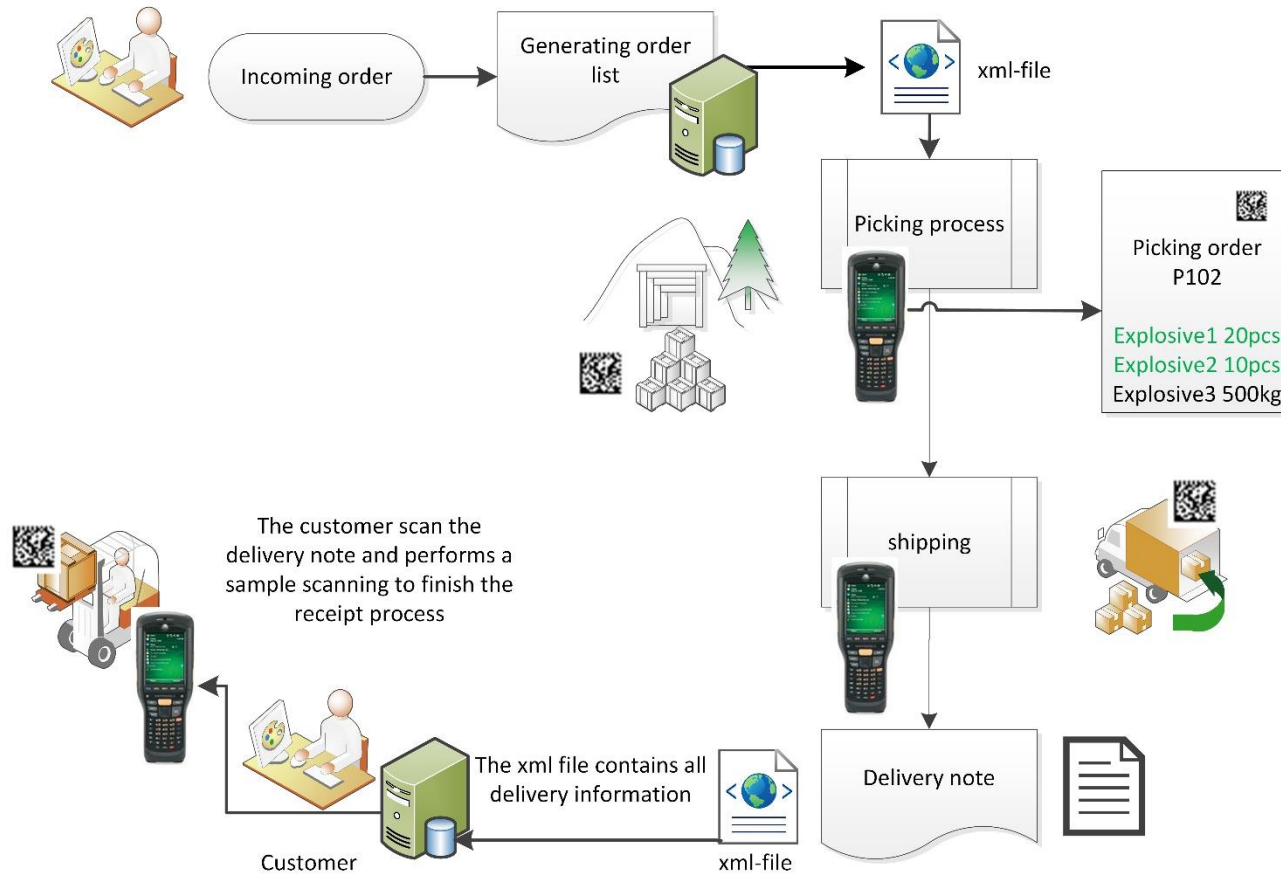 Incoming order
Generating order
list
xml-file
Picking process
Picking order
P102
Explosive1 20pcs
Explosive2 10pcs
Explosive3 500kg
shipping
The customer scan the
delivery note and performs a
sample scanning to finish the
receipt process
The xml file contains all
delivery information
Delivery note
Customer
xml-file